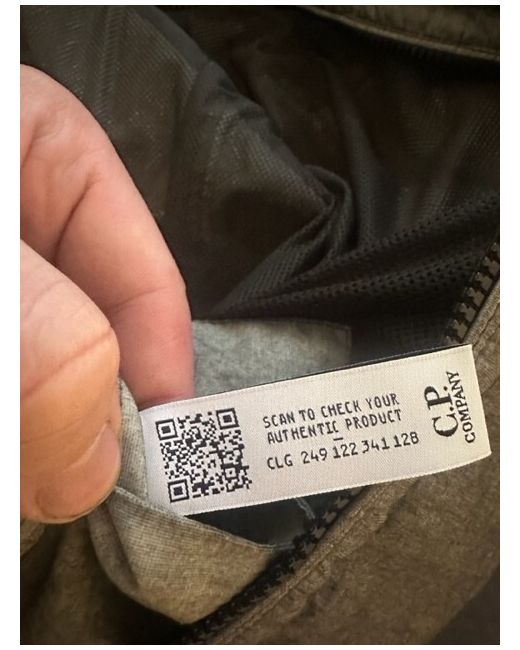 SCAN TO CHECK YOUR
AUTHENTIC PRODUCT
CLG 249 122 341 128
C.P.
COMPANY